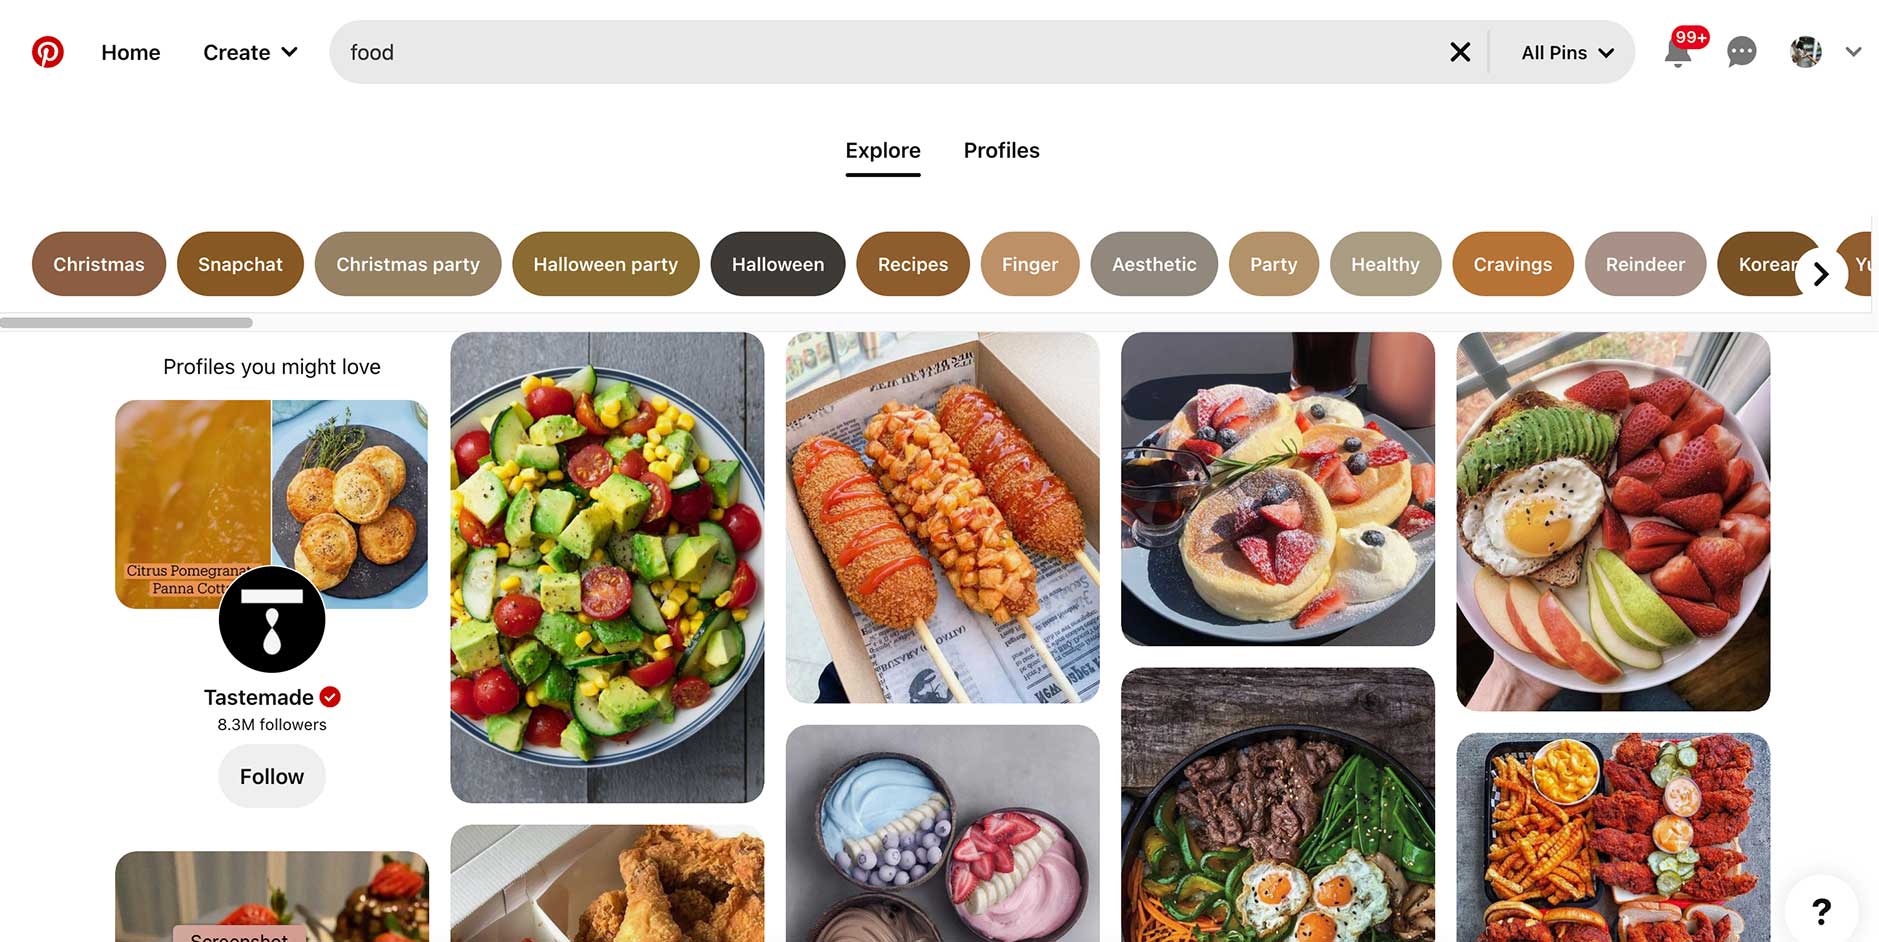 Home
Create
food
All Pins
99+
Explore
Profiles
Christmas
Snapchat
Christmas party
Halloween party
Halloween
Recipes
Finger
Aesthetic
Party
Healthy
Cravings
Reindeer
Korean
Yu
Profiles you might love
Citrus Pomegranat
Panna Cott
Tastemade
8.3M followers
Follow
Screenshot
?